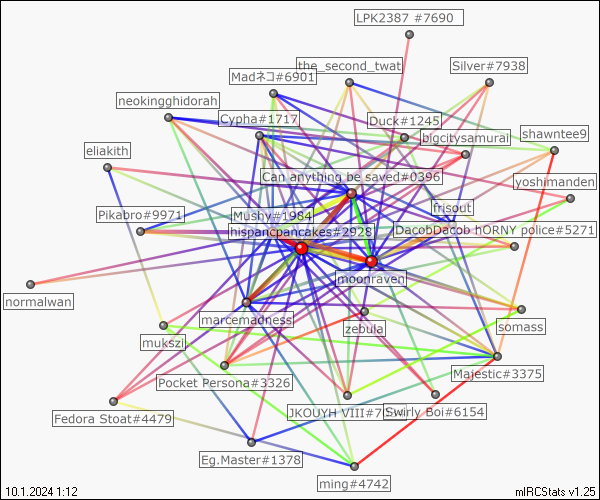 LPK2387 #7690
the_second_twat
Silver#7938
Madネコ#6901
neokingghidorah
Cypha#1717
Duck#1245
bigcitysamurai
shawntee9
eliakith
Can anything be saved#0396
yoshimanden
Pikabro#9971
Mushy#1984
frisout
hispancpancakes#2928
DacobDacob hORNY police#5271
moonraven
normalwan
marcemadness
zebula
somass
mukszi
Majestic#3375
Pocket Persona#3326
Fedora Stoat#4479
JKOUYH VIII#7
Swirly Boi#6154
Eg.Master#1378
ming#4742
10.1.2024 1:12
mIRCStats v1.25